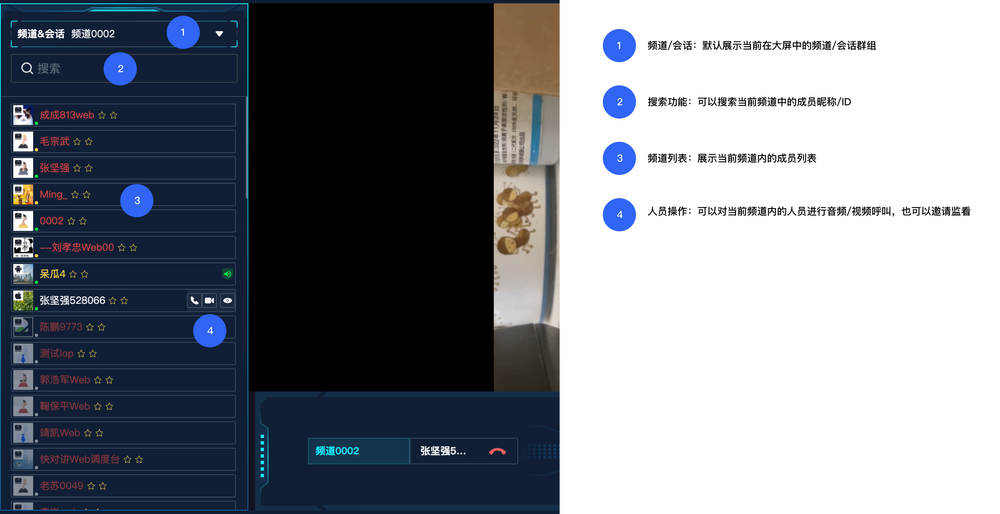 频道&会话 频道0002
1
搜索
2
成成813web
毛宗武
张坚强
Ming_
3
0002
--刘孝忠Web00
呆瓜4
张坚强528066
陈鹏9773
4
测试lop
郭浩军Web
鞠保平Web
靖凯Web
快对讲Web调度台
老苏0049
频道0002
张坚强5...
1 频道/会话：默认展示当前在大屏中的频道/会话群组
2 搜索功能：可以搜索当前频道中的成员昵称/ID
3 频道列表：展示当前频道内的成员列表
4 人员操作：可以对当前频道内的人员进行音频/视频呼叫，也可以邀请监看